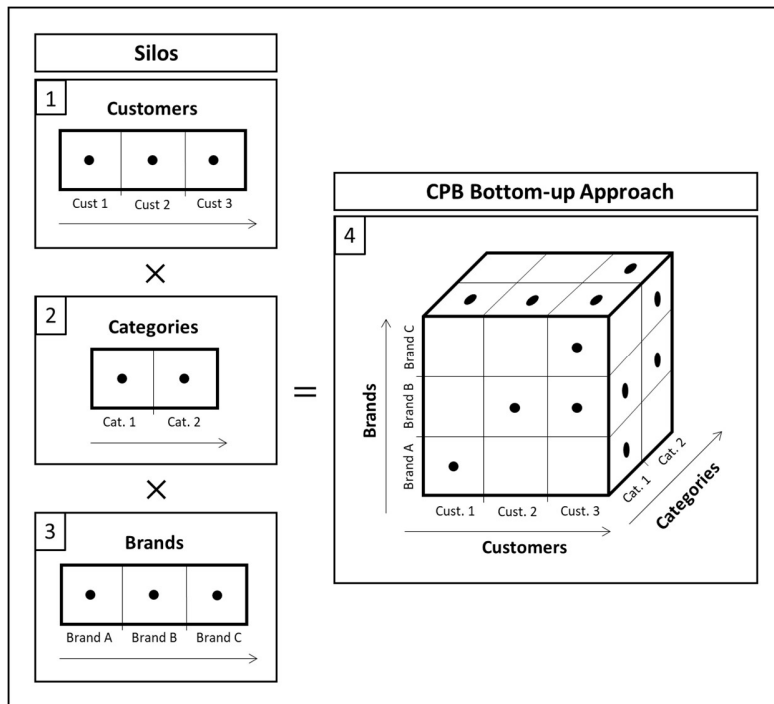 Silos
1
Customers
Cust 1 Cust 2 Cust 3
×
2
Categories
Cat. 1 Cat. 2
×
3
Brands
Brand A Brand B Brand C
=
CPB Bottom-up Approach
4
Brands
Brand C
Brand B
Brand A
Cust. 1 Cust. 2 Cust. 3
Customers
Cat. 1 Cat. 2
Categories